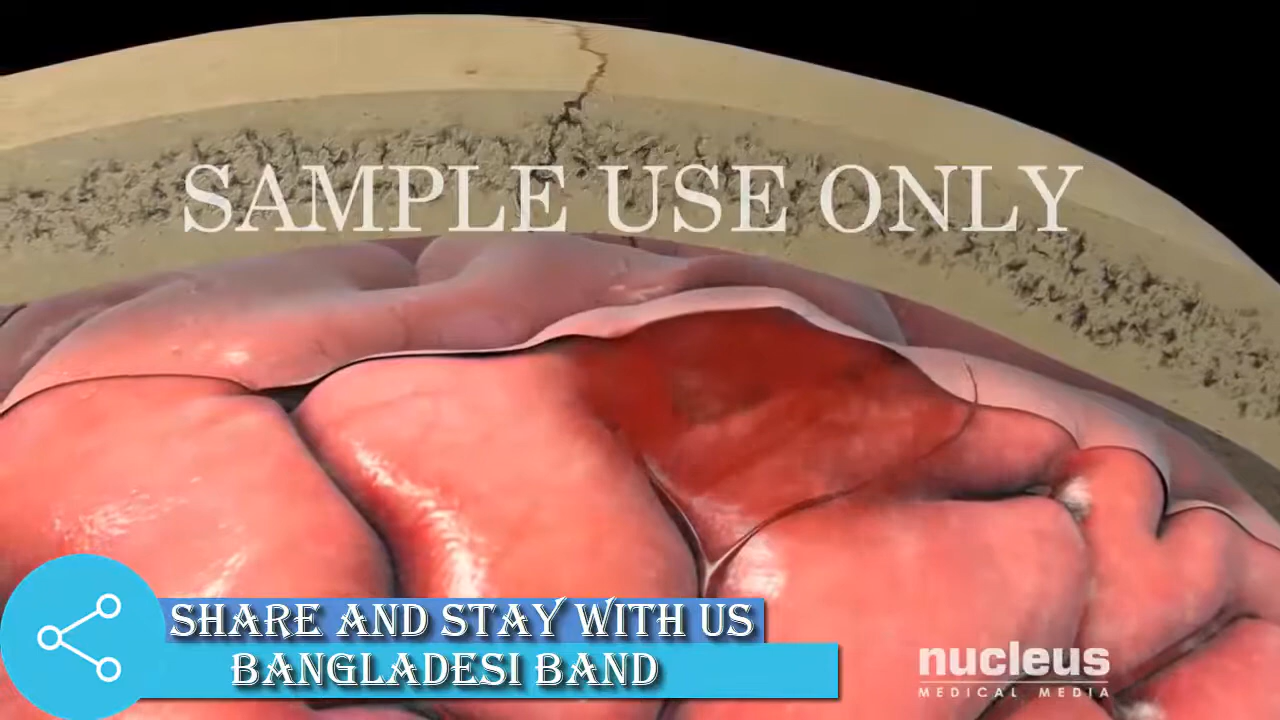 SAMPLE USE ONLY
SHARE AND STAY WITH US
BANGLADESI BAND
nucleus
MEDICAL MEDIA